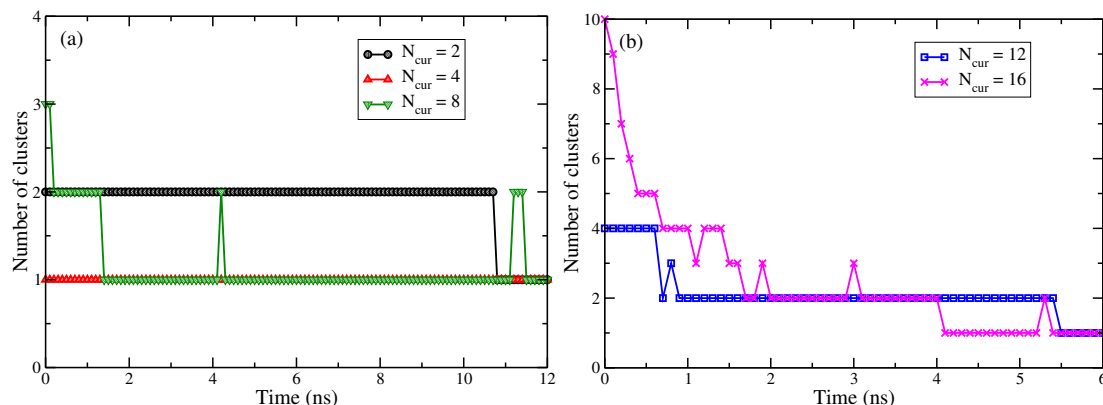 (a)
N_cur = 2
N_cur = 4
N_cur = 8
4
3
2
1
0
Number of clusters
0 2 4 6 8 10 12
Time (ns)
(b)
N_cur = 12
N_cur = 16
10
8
6
4
2
0
Number of clusters
0 1 2 3 4 5 6
Time (ns)